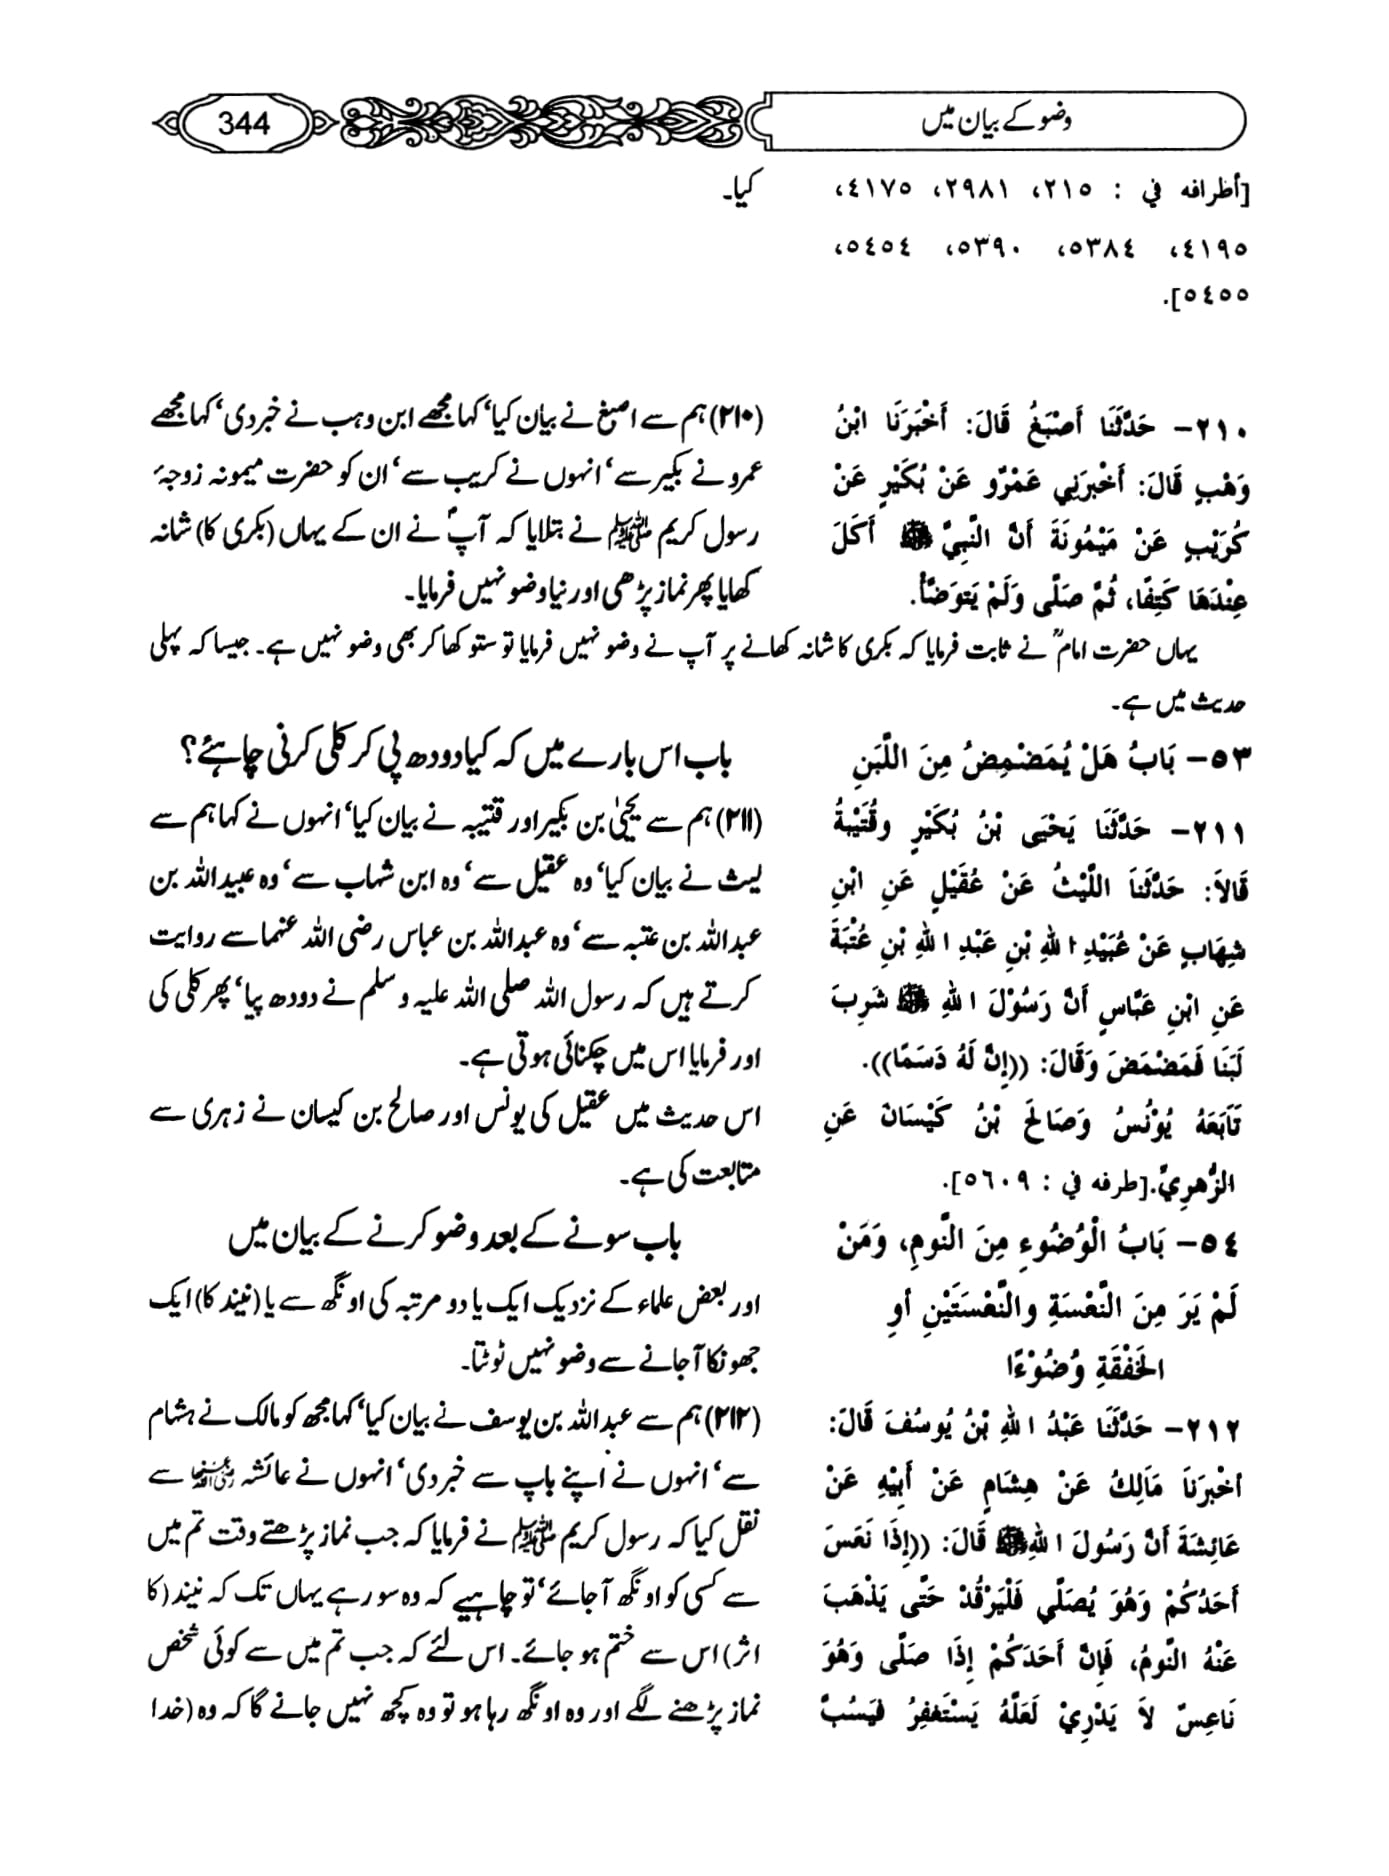 وضو کے بیان میں
344
[أطرافه في : ٢١٥، ٢٩٨١، ٤١٧٥،
٤١٩٥، ٥٣٨٤، ٥٣٩٠، ٥٤٥٤،
٥٤٥٥].
کیا۔
٢١٠- حَدَّثَنَا أَصْبَغُ قَالَ: أَخْبَرَنَا ابْنُ
وَهْبٍ قَالَ: أَخْبَرَنِي عَمْرٌو عَنْ بُكَيْرٍ عَنْ
كُرَيْبٍ عَنْ مَيْمُونَةَ أَنَّ النَّبِيَّ ﷺ أَكَلَ
عِنْدَهَا كَتِفًا، ثُمَّ صَلَّى وَلَمْ يَتَوَضَّأْ.
(۲۱۰) ہم سے اصبغ نے بیان کیا‘ کہا مجھے ابن وہب نے خبر دی‘ کہا مجھے
عمرو نے بکیر سے‘ انہوں نے کریب سے‘ ان کو حضرت میمونہ زوجۂ
رسول کریم ﷺ نے بتلایا کہ آپؐ نے ان کے یہاں (بکری کا) شانہ
کھایا پھر نماز پڑھی اور نیا وضو نہیں فرمایا۔
یہاں حضرت امامؒ نے ثابت فرمایا کہ بکری کا شانہ کھانے پر آپ نے وضو نہیں فرمایا تو ستو کھا کر بھی وضو نہیں ہے۔ جیسا کہ پہلی
حدیث میں ہے۔
٥٣- بَابُ هَلْ يُمَضْمِضُ مِنَ اللَّبَنِ
٢١١- حَدَّثَنَا يَحْيَى بْنُ بُكَيْرٍ وَقُتَيْبَةُ
قَالاَ: حَدَّثَنَا اللَّيْثُ عَنْ عُقَيْلٍ عَنِ ابْنِ
شِهَابٍ عَنْ عُبَيْدِ اللهِ بْنِ عَبْدِ اللهِ بْنِ عُتْبَةَ
عَنِ ابْنِ عَبَّاسٍ أَنَّ رَسُوْلَ اللهِ ﷺ شَرِبَ
لَبَنَا فَمَضْمَضَ وَقَالَ: ((إِنَّ لَهُ دَسَمًا)).
تَابَعَهُ يُوْنُسُ وَصَالِحُ بْنُ كَيْسَانَ عَنِ
الزُّهرِيِّ.[طرفه في : ٥٦٠٩].
باب اس بارے میں کہ کیا دودھ پی کر کلی کرنی چاہئے؟
(۲۱۱) ہم سے یحییٰ بن بکیر اور قتیبہ نے بیان کیا‘ انہوں نے کہا ہم سے
لیث نے بیان کیا‘ وہ عقیل سے‘ وہ ابن شہاب سے‘ وہ عبیداللہ بن
عبداللہ بن عتبہ سے‘ وہ عبداللہ بن عباس رضی اللہ عنہما سے روایت
کرتے ہیں کہ رسول اللہ صلی اللہ علیہ وسلم نے دودھ پیا‘ پھر کلی کی
اور فرمایا اس میں چکنائی ہوتی ہے۔
اس حدیث میں عقیل کی یونس اور صالح بن کیسان نے زہری سے
متابعت کی ہے۔
٥٤- بَابُ الْوُضُوءِ مِنَ النَّومِ، وَمَنْ
لَمْ يَرَ مِنَ النَّعْسَةِ والنَّعْسَتَيْنِ أوِ
الخَفْقَةِ وُضُوْءًا
باب سونے کے بعد وضو کرنے کے بیان میں
اور بعض علماء کے نزدیک ایک یا دو مرتبہ کی اونگھ سے یا (نیند کا) ایک
جھونکا آ جانے سے وضو نہیں ٹوٹتا۔
٢١٢- حَدَّثَنَا عَبْدُ اللهِ بْنُ يُوسُفَ قَالَ:
أخْبَرَنَا مَالِكُ عَنْ هِشَامٍ عَنْ أَبِيْهِ عَنْ
عَائِشَةَ أَنَّ رَسُولَ اللهِ ﷺ قَالَ: ((إِذَا نَعَسَ
أَحَدُكُمْ وَهُوَ يُصَلِّي فَلْيَرْقُدْ حَتَّى يَذْهَبَ
عَنْهُ النَّومُ، فَإِنَّ أَحَدَكُمْ إِذَا صَلَّى وَهُوَ
نَاعِسٌ لاَ يَدْرِيْ لَعَلَّهُ يَسْتَغْفِرُ فَيَسُبَّ
(۲۱۲) ہم سے عبداللہ بن یوسف نے بیان کیا‘ کہا مجھ کو مالک نے ہشام
سے‘ انہوں نے اپنے باپ سے خبر دی‘ انہوں نے عائشہ رضی اللہ عنہا سے
نقل کیا کہ رسول کریم ﷺ نے فرمایا کہ جب نماز پڑھتے وقت تم میں
سے کسی کو اونگھ آ جائے‘ تو چاہیے کہ وہ سو رہے یہاں تک کہ نیند (کا
اثر) اس سے ختم ہو جائے۔ اس لئے کہ جب تم میں سے کوئی شخص
نماز پڑھنے لگے اور وہ اونگھ رہا ہو تو وہ کچھ نہیں جانے گا کہ وہ (خدا